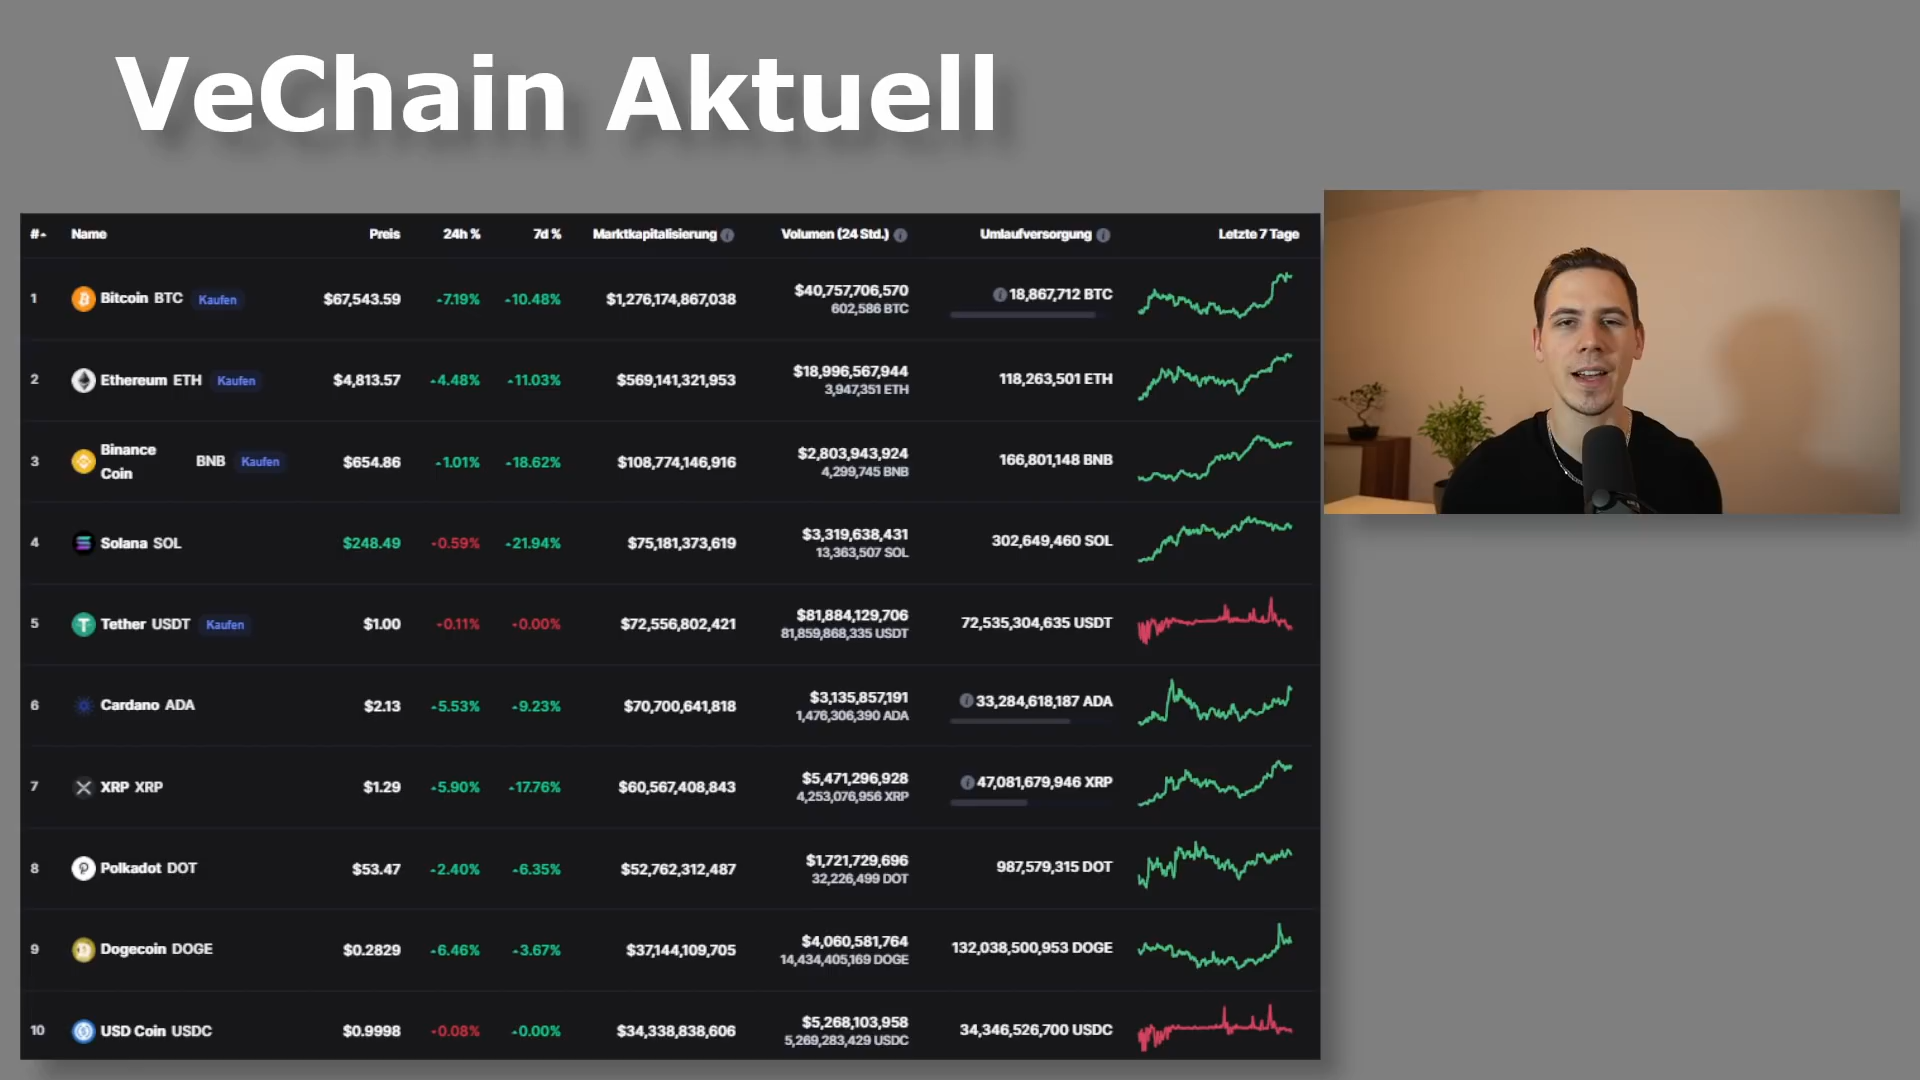 VeChain Aktuell
# Name Preis 24h % 7d % Marktkapitalisierung Volumen (24 Std.) Umlaufversorgung Letzte 7 Tage
1 Bitcoin BTC Kaufen $67,543.59 7.19% 10.48% $1,276,174,867,038 $40,757,706,570 18,867,712 BTC
602,586 BTC
2 Ethereum ETH Kaufen $4,813.57 4.48% 11.03% $569,141,321,953 $18,996,567,944 118,263,501 ETH
3,947,351 ETH
3 Binance Coin BNB Kaufen $654.86 1.01% 18.62% $108,774,146,916 $2,803,943,924 166,801,148 BNB
4,299,745 BNB
4 Solana SOL $248.49 0.59% 21.94% $75,181,373,619 $3,319,638,431 302,649,460 SOL
13,363,507 SOL
5 Tether USDT Kaufen $1.00 0.11% 0.00% $72,556,802,421 $81,884,129,706 72,535,304,635 USDT
81,859,868,335 USDT
6 Cardano ADA $2.13 5.53% 9.23% $70,700,641,818 $3,135,857,191 33,284,618,187 ADA
1,476,306,390 ADA
7 XRP XRP $1.29 5.90% 17.76% $60,567,408,843 $5,471,296,928 47,081,679,946 XRP
4,253,076,956 XRP
8 Polkadot DOT $53.47 2.40% 6.35% $52,762,312,487 $1,721,729,696 987,579,315 DOT
32,226,499 DOT
9 Dogecoin DOGE $0.2829 6.46% 3.67% $37,144,109,705 $4,060,581,764 132,038,500,953 DOGE
14,434,405,169 DOGE
10 USD Coin USDC $0.9998 0.08% 0.00% $34,338,838,606 $5,268,103,958 34,346,526,700 USDC
5,269,283,429 USDC